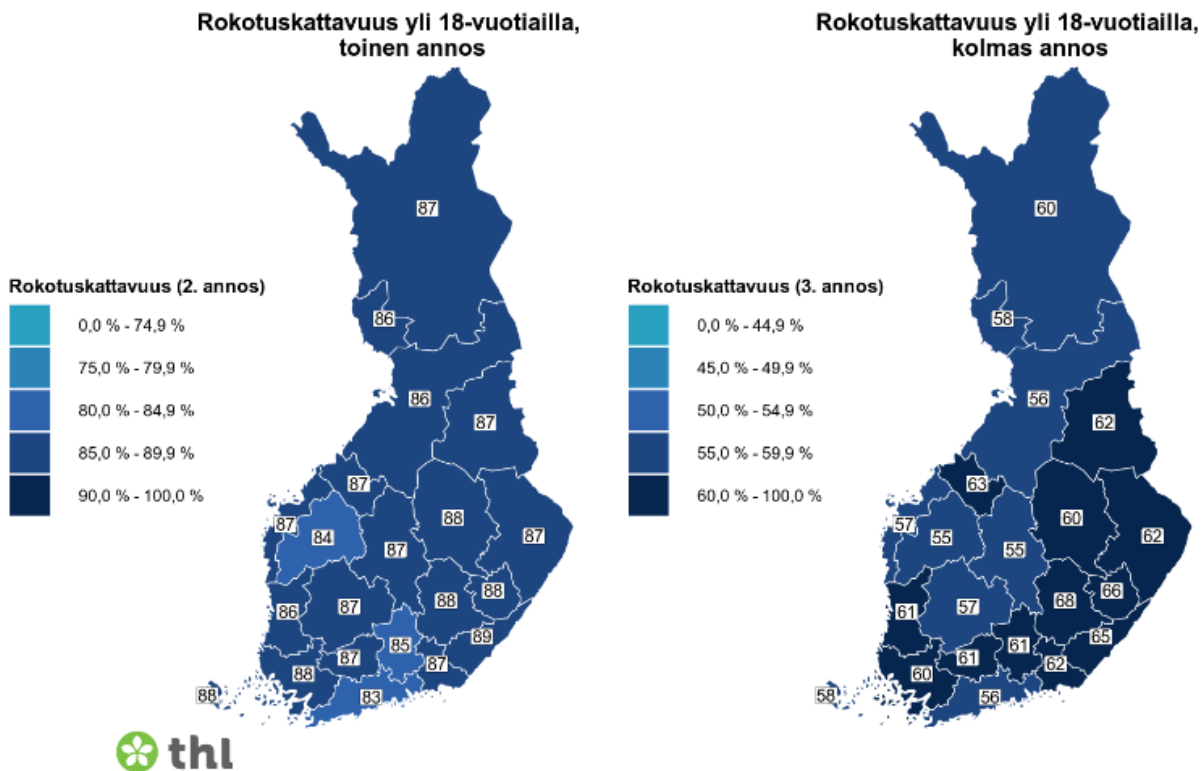 Rokotuskattavuus yli 18-vuotiailla,
toinen annos
87
Rokotuskattavuus (2. annos)
0,0 % - 74,9 %
75,0 % - 79,9 %
80,0 % - 84,9 %
85,0 % - 89,9 %
90,0 % - 100,0 %
86
86
87
87
88
87
84
87
87
88
88
86
87
85
89
87
87
88
88
83
thl
Rokotuskattavuus yli 18-vuotiailla,
kolmas annos
60
Rokotuskattavuus (3. annos)
0,0 % - 44,9 %
45,0 % - 49,9 %
50,0 % - 54,9 %
55,0 % - 59,9 %
60,0 % - 100,0 %
58
56
62
63
60
57
55
55
62
66
68
57
61
65
61
61
62
60
58
56